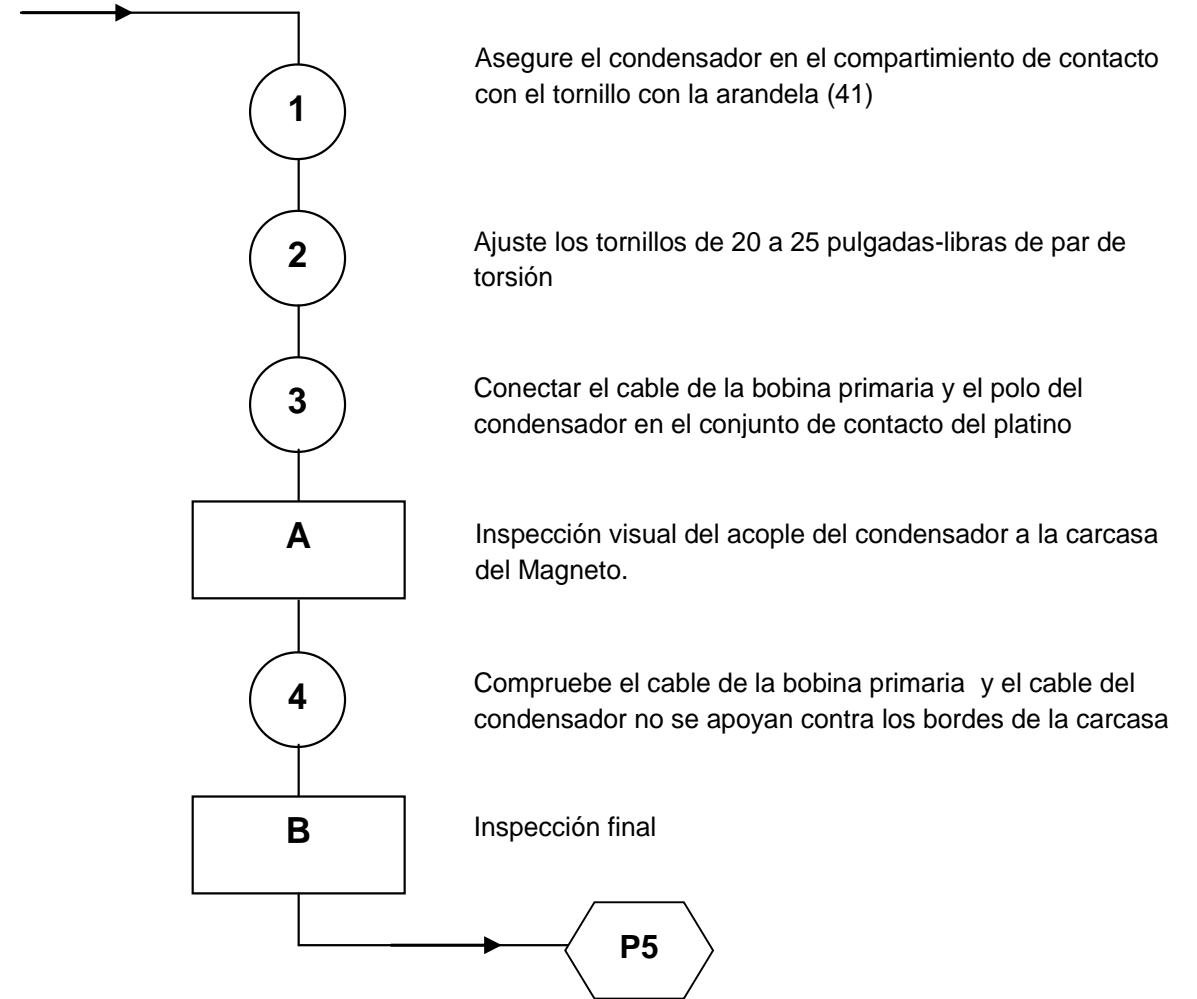 Asegure el condensador en el compartimiento de contacto
con el tornillo con la arandela (41)
1
Ajuste los tornillos de 20 a 25 pulgadas-libras de par de
torsión
2
Conectar el cable de la bobina primaria y el polo del
condensador en el conjunto de contacto del platino
3
A
Inspección visual del acople del condensador a la carcasa
del Magneto.
4
Compruebe el cable de la bobina primaria  y el cable del
condensador no se apoyan contra los bordes de la carcasa
B
Inspección final
P5